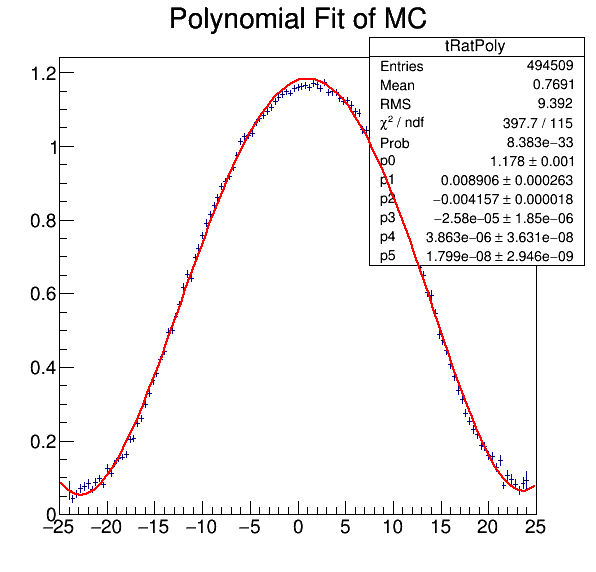 Polynomial Fit of MC
tRatPoly
Entries 494509
Mean 0.7691
RMS 9.392
χ² / ndf 397.7 / 115
Prob 8.383e−33
p0 1.178 ± 0.001
p1 0.008906 ± 0.000263
p2 −0.004157 ± 0.000018
p3 −2.58e−05 ± 1.85e−06
p4 3.863e−06 ± 3.631e−08
p5 1.799e−08 ± 2.946e−09
1.2
1
0.8
0.6
0.4
0.2
0
−25 −20 −15 −10 −5 0 5 10 15 20 25